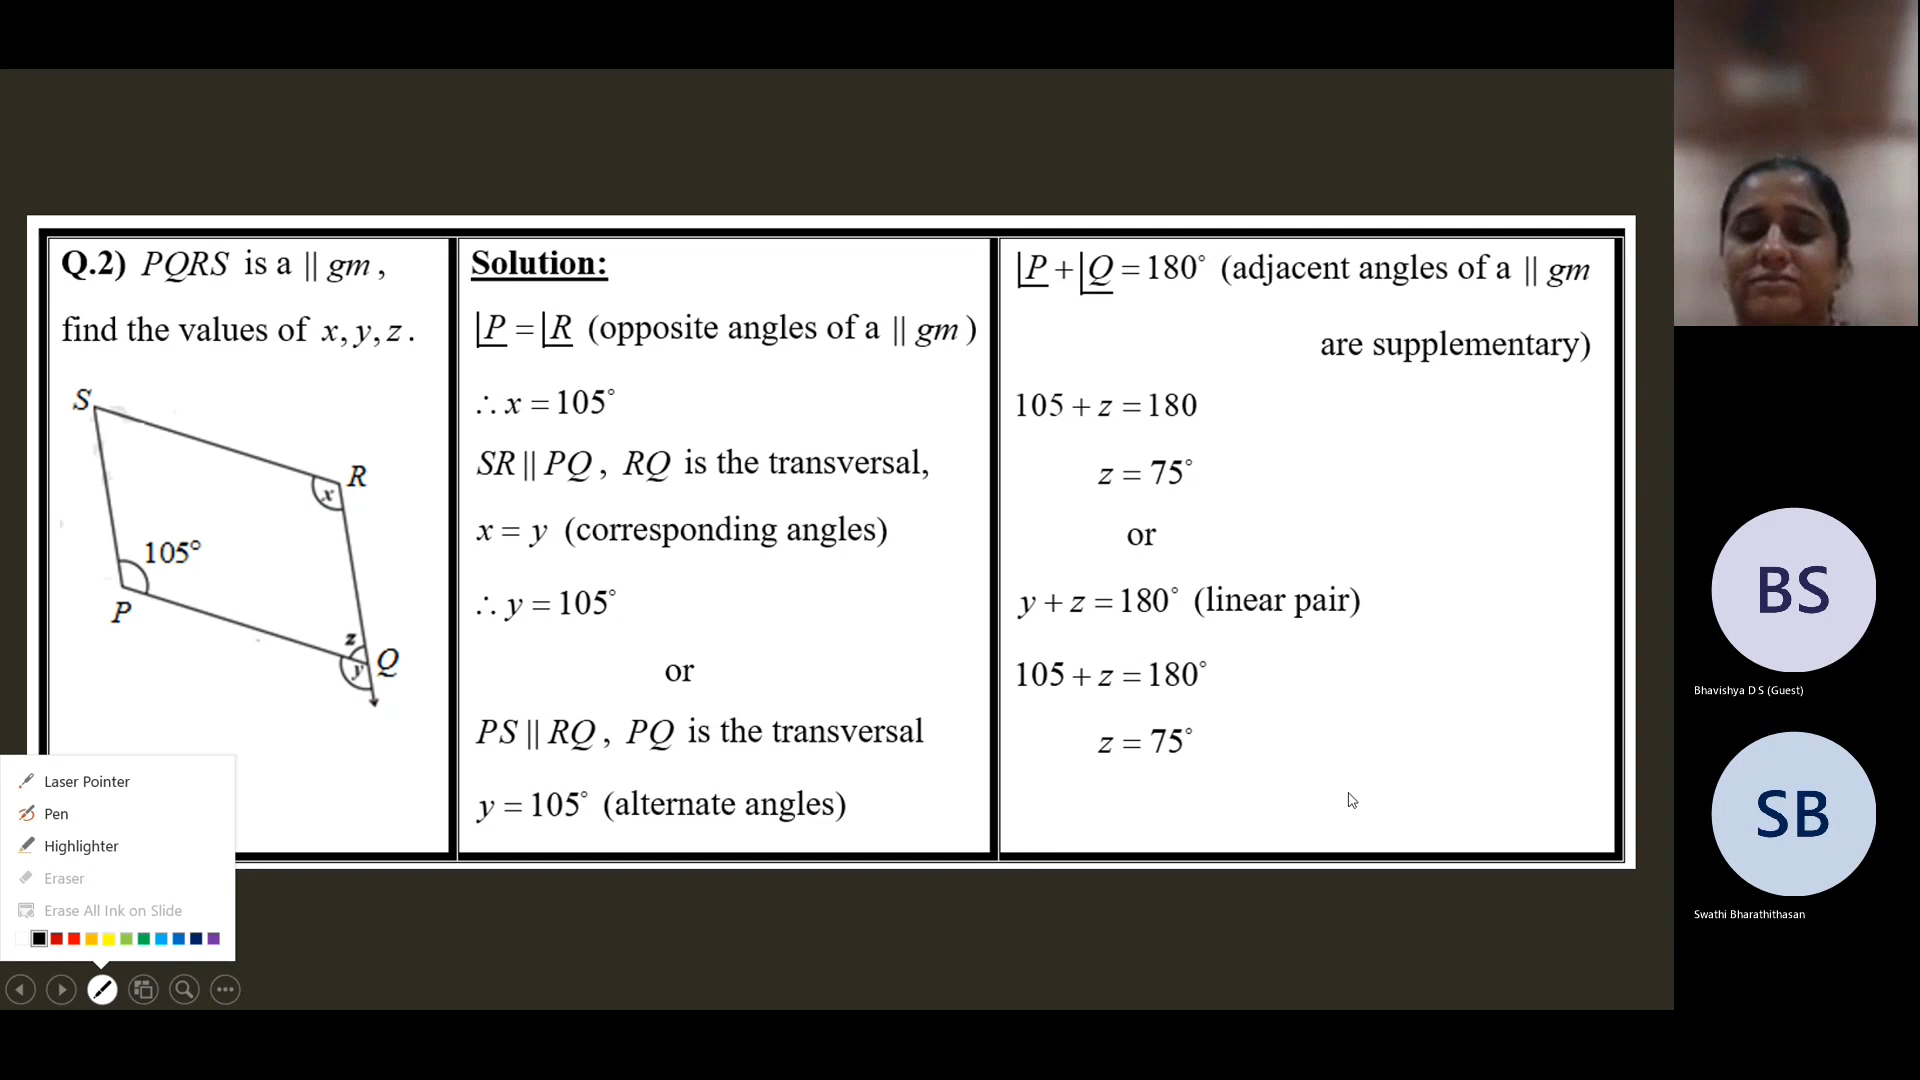 Q.2) PQRS is a || gm,
find the values of x, y, z.
S
R
x
105°
P
z
Q
y
Solution:
∠P = ∠R (opposite angles of a || gm)
∴ x = 105°
SR || PQ, RQ is the transversal,
x = y (corresponding angles)
∴ y = 105°
or
PS || RQ, PQ is the transversal
y = 105° (alternate angles)
∠P + ∠Q = 180° (adjacent angles of a || gm
are supplementary)
105 + z = 180
z = 75°
or
y + z = 180° (linear pair)
105 + z = 180°
z = 75°
Laser Pointer
Pen
Highlighter
Eraser
Erase All Ink on Slide
BS
Bhavishya D S (Guest)
SB
Swathi Bharathithasan